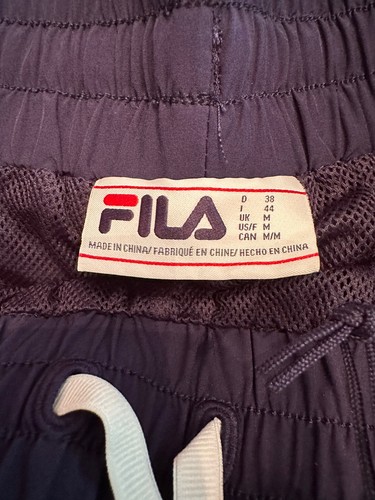 FILA
D 38
I 44
UK M
US/F M
CAN M/M
MADE IN CHINA/ FABRIQUÉ EN CHINE/ HECHO EN CHINA